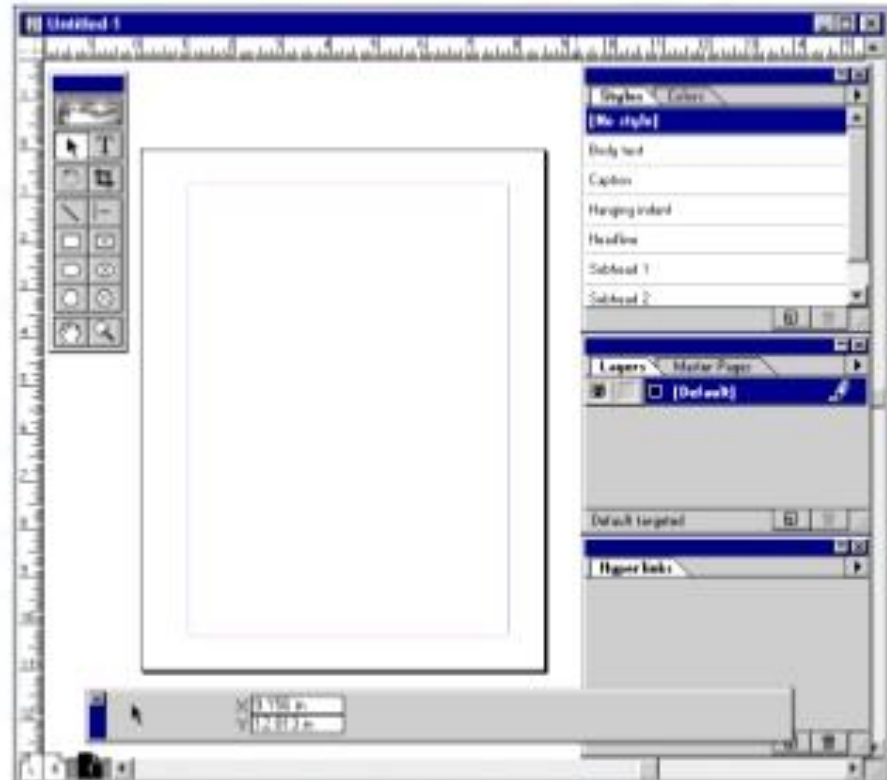 Untitled-1
T
Styles Colors
[No style]
Body text
Caption
Hanging indent
Headline
Subhead 1
Subhead 2
Layers Master Pages
[Default]
Default targeted
Hyperlinks
X
Y